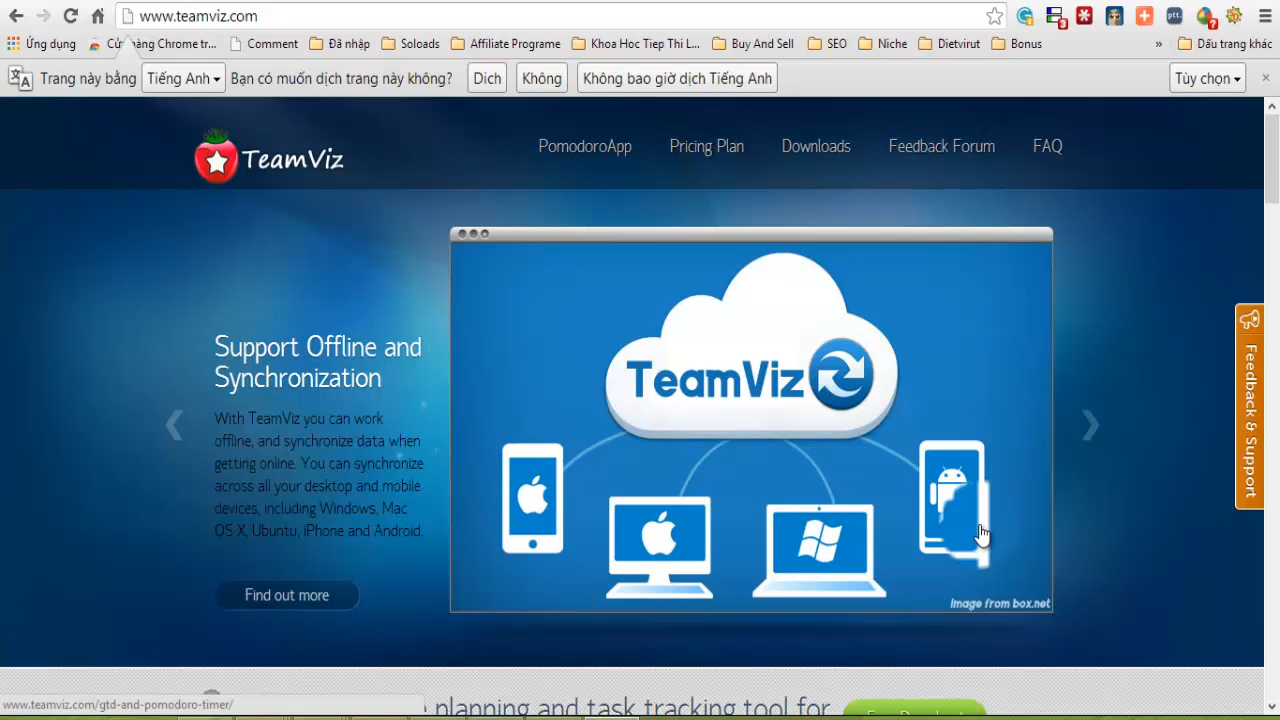 www.teamviz.com
Ứng dụng
Cửa hàng Chrome tr...
Comment
Đã nhập
Soloads
Affiliate Programe
Khoa Hoc Tiep Thi L...
Buy And Sell
SEO
Niche
Dietvirut
Bonus
»
Dấu trang khác
Trang này bằng Tiếng Anh Bạn có muốn dịch trang này không? Dịch Không Không bao giờ dịch Tiếng Anh Tùy chọn
TeamViz
PomodoroApp
Pricing Plan
Downloads
Feedback Forum
FAQ
Support Offline and
Synchronization
With TeamViz you can work
offline, and synchronize data when
getting online. You can synchronize
across all your desktop and mobile
devices, including Windows, Mac
OS X, Ubuntu, iPhone and Android.
Find out more
TeamViz
image from box.net
Feedback & Support
www.teamviz.com/gtd-and-pomodoro-timer/
planning and task tracking tool for